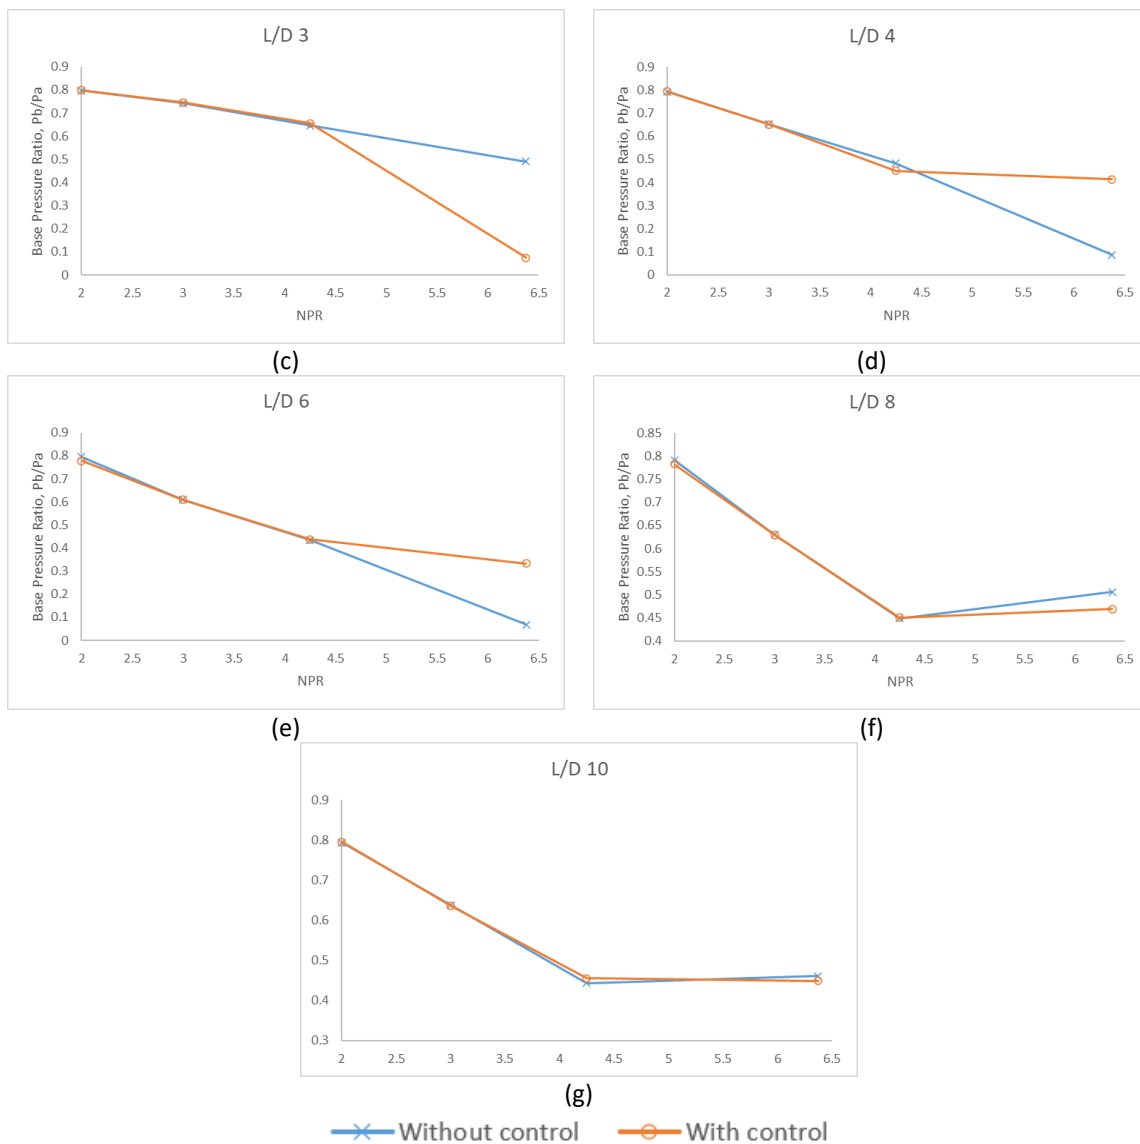 L/D 3
Base Pressure Ratio, Pb/Pa
0.9
0.8
0.7
0.6
0.5
0.4
0.3
0.2
0.1
0
2 2.5 3 3.5 4 4.5 5 5.5 6 6.5
NPR
(c)
L/D 4
Base Pressure Ratio, Pb/Pa
0.9
0.8
0.7
0.6
0.5
0.4
0.3
0.2
0.1
0
2 2.5 3 3.5 4 4.5 5 5.5 6 6.5
NPR
(d)
L/D 6
Base Pressure Ratio, Pb/Pa
0.9
0.8
0.7
0.6
0.5
0.4
0.3
0.2
0.1
0
2 2.5 3 3.5 4 4.5 5 5.5 6 6.5
NPR
(e)
L/D 8
Base Pressure Ratio, Pb/Pa
0.85
0.8
0.75
0.7
0.65
0.6
0.55
0.5
0.45
0.4
2 2.5 3 3.5 4 4.5 5 5.5 6 6.5
NPR
(f)
L/D 10
0.9
0.8
0.7
0.6
0.5
0.4
0.3
2 2.5 3 3.5 4 4.5 5 5.5 6 6.5
(g)
Without control With control